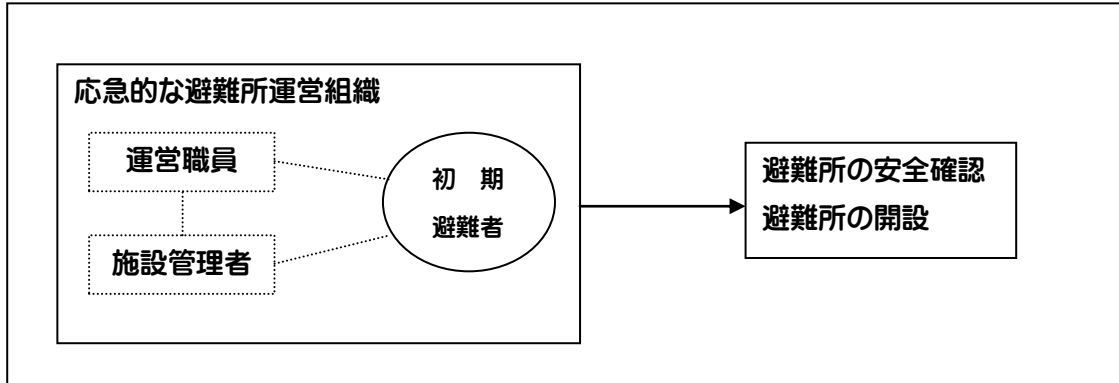 応急的な避難所運営組織
運営職員
施設管理者
初　期
避難者
避難所の安全確認
避難所の開設